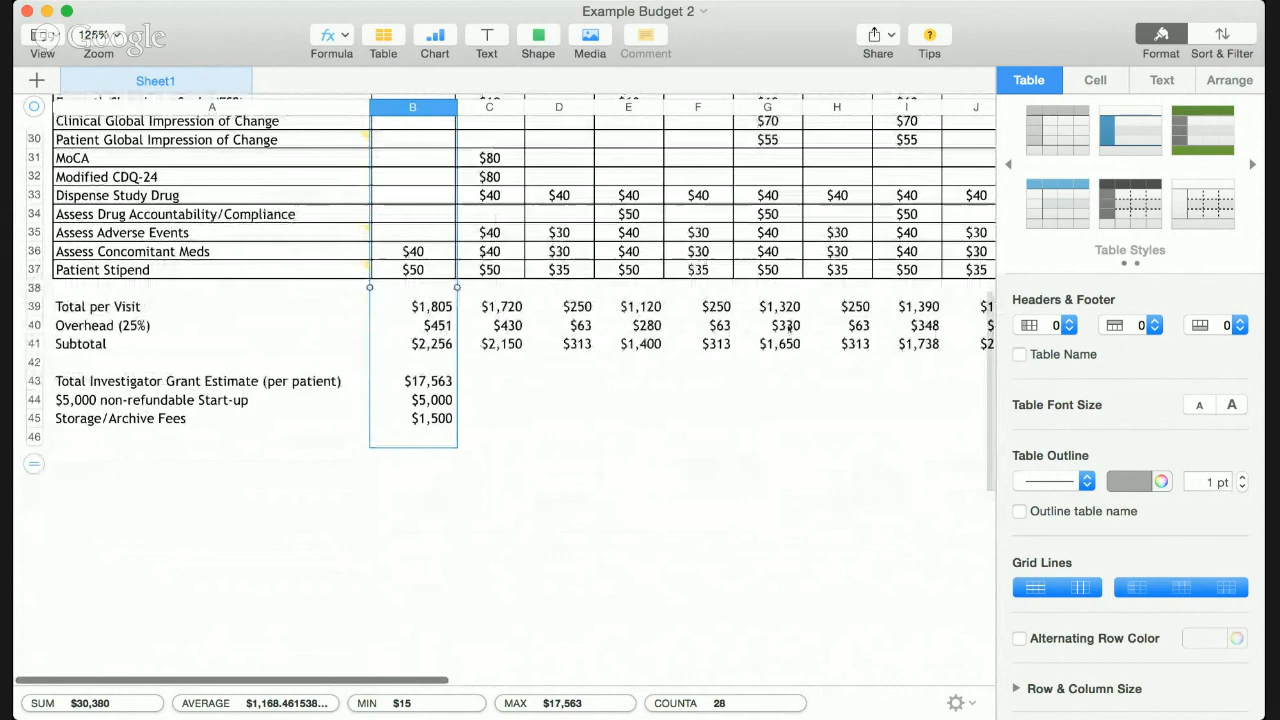 Example Budget 2
View 125% Zoom Formula Table Chart Text Shape Media Comment Share Tips Format Sort & Filter
Google
Sheet1
Table Cell Text Arrange
A B C D E F G H I J
Clinical Global Impression of Change $70 $70
30 Patient Global Impression of Change $55 $55
31 MoCA $80
32 Modified CDQ-24 $80
33 Dispense Study Drug $40 $40 $40 $40 $40 $40 $40 $40
34 Assess Drug Accountability/Compliance $50 $50 $50
35 Assess Adverse Events $40 $30 $40 $30 $40 $30 $40 $30
36 Assess Concomitant Meds $40 $40 $30 $40 $30 $40 $30 $40 $30
37 Patient Stipend $50 $50 $35 $50 $35 $50 $35 $50 $35
38
39 Total per Visit $1,805 $1,720 $250 $1,120 $250 $1,320 $250 $1,390
40 Overhead (25%) $451 $430 $63 $280 $63 $330 $63 $348
41 Subtotal $2,256 $2,150 $313 $1,400 $313 $1,650 $313 $1,738
42
43 Total Investigator Grant Estimate (per patient) $17,563
44 $5,000 non-refundable Start-up $5,000
45 Storage/Archive Fees $1,500
46
Table Styles
Headers & Footer
0 0 0
Table Name
Table Font Size A A
Table Outline
1 pt
Outline table name
Grid Lines
Alternating Row Color
Row & Column Size
SUM $30,380 AVERAGE $1,168.461538… MIN $15 MAX $17,563 COUNTA 28